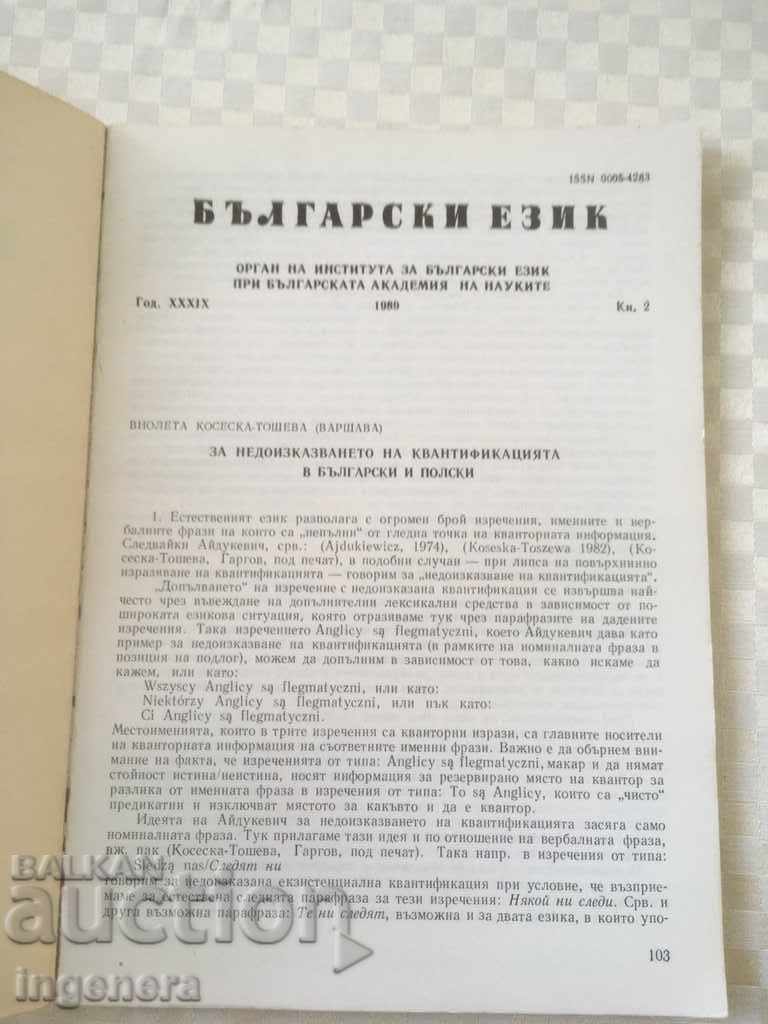 ISSN 0005-4283
БЪЛГАРСКИ ЕЗИК
ОРГАН НА ИНСТИТУТА ЗА БЪЛГАРСКИ ЕЗИК
ПРИ БЪЛГАРСКАТА АКАДЕМИЯ НА НАУКИТЕ
Год. XXXIX 1989 Кн. 2
ВИОЛЕТА КОСЕСКА-ТОШЕВА (ВАРШАВА)
ЗА НЕДОИЗКАЗВАНЕТО НА КВАНТИФИКАЦИЯТА
В БЪЛГАРСКИ И ПОЛСКИ
1. Естественият език разполага с огромен брой изречения, именните и вер-
балните фрази на които са „непълни“ от гледна точка на кванторната информация.
Следвайки Айдукевич, срв.: (Ajdukiewicz, 1974), (Koseska-Toszewa 1982), (Ко-
сеска-Тошева, Гаргов, под печат), в подобни случаи — при липса на повърхнинно
изразяване на квантификацията — говорим за „недоизказване на квантификацията“.
„Допълването“ на изречение с недоизказана квантификация се извършва най-
често чрез въвеждане на допълнителни лексикални средства в зависимост от по-
широката езикова ситуация, която отразяваме тук чрез парафразите на дадените
изречения. Така изречението Anglicy są flegmatyczni, което Айдукевич дава като
пример за недоизказване на квантификацията (в рамките на номиналната фраза в
позиция на подлог), можем да допълним в зависимост от това, какво искаме да
кажем, или като:
Wszyscy Anglicy są flegmatyczni, или като:
Niektórzy Anglicy są flegmatyczni, или пък като:
Ci Anglicy są flegmatyczni.
Местоименията, които в трите изречения са кванторни изрази, са главните носители
на кванторната информация на съответните именни фрази. Важно е да обърнем вни-
мание на факта, че изреченията от типа: Anglicy są flegmatyczni, макар и да нямат
стойност истина/неистина, носят информация за резервирано място на квантор за
разлика от именната фраза в изречения от типа: To są Anglicy, които са „чисто“
предикатни и изключват мястото за какъвто и да е квантор.
Идеята на Айдукевич за недоизказването на квантификацията засяга само
номиналната фраза. Тук прилагаме тази идея и по отношение на вербалната фраза,
вж. пак (Косеска-Тошева, Гаргов, под печат). Така напр. в изречения от типа:
Śledzą nas/Следят ни
говорим за недоизказана екзистенциална квантификация при условие, че възприе-
маме за естествена следната парафраза за тези изречения: Някой ни следи. Срв. и
друга възможна парафраза: Те ни следят, възможна и за двата езика, в които упо-
103
BALKAN
auction
ingenera